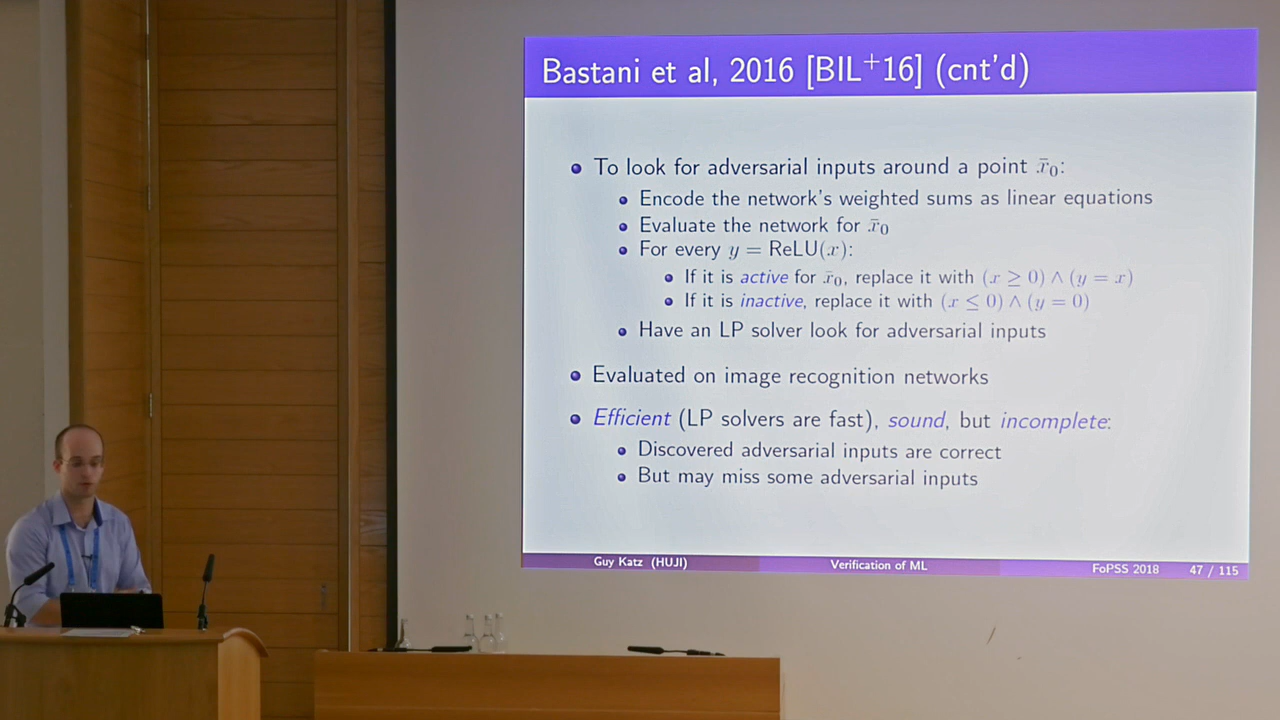 Bastani et al, 2016 [BIL⁺16] (cnt'd)
To look for adversarial inputs around a point x̄₀:
Encode the network's weighted sums as linear equations
Evaluate the network for x̄₀
For every y = ReLU(x):
If it is active for x̄₀, replace it with (x ≥ 0) ∧ (y = x)
If it is inactive, replace it with (x ≤ 0) ∧ (y = 0)
Have an LP solver look for adversarial inputs
Evaluated on image recognition networks
Efficient (LP solvers are fast), sound, but incomplete:
Discovered adversarial inputs are correct
But may miss some adversarial inputs
Guy Katz (HUJI) Verification of ML FoPSS 2018 47 / 115